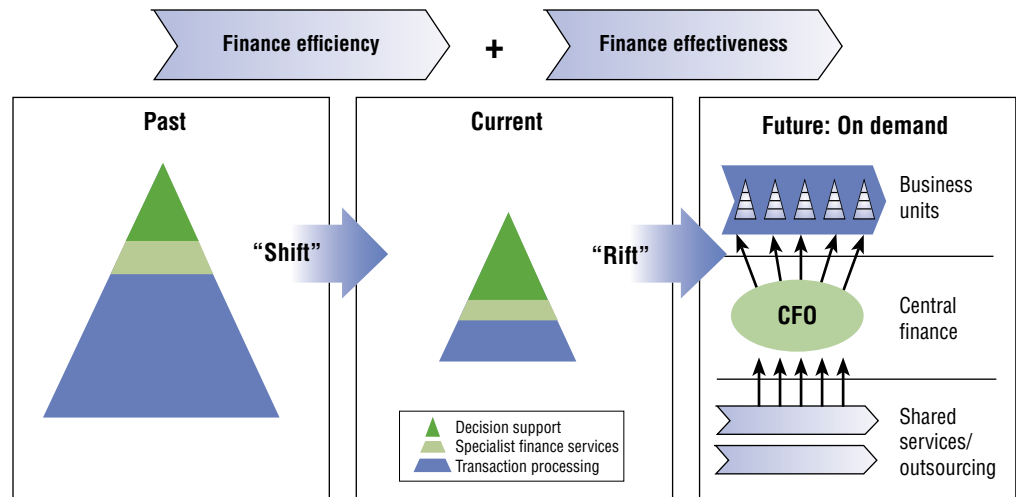 Finance efficiency
+
Finance effectiveness
Past
“Shift”
Current
“Rift”
Decision support
Specialist finance services
Transaction processing
Future: On demand
Business
units
CFO
Central
finance
Shared
services/
outsourcing